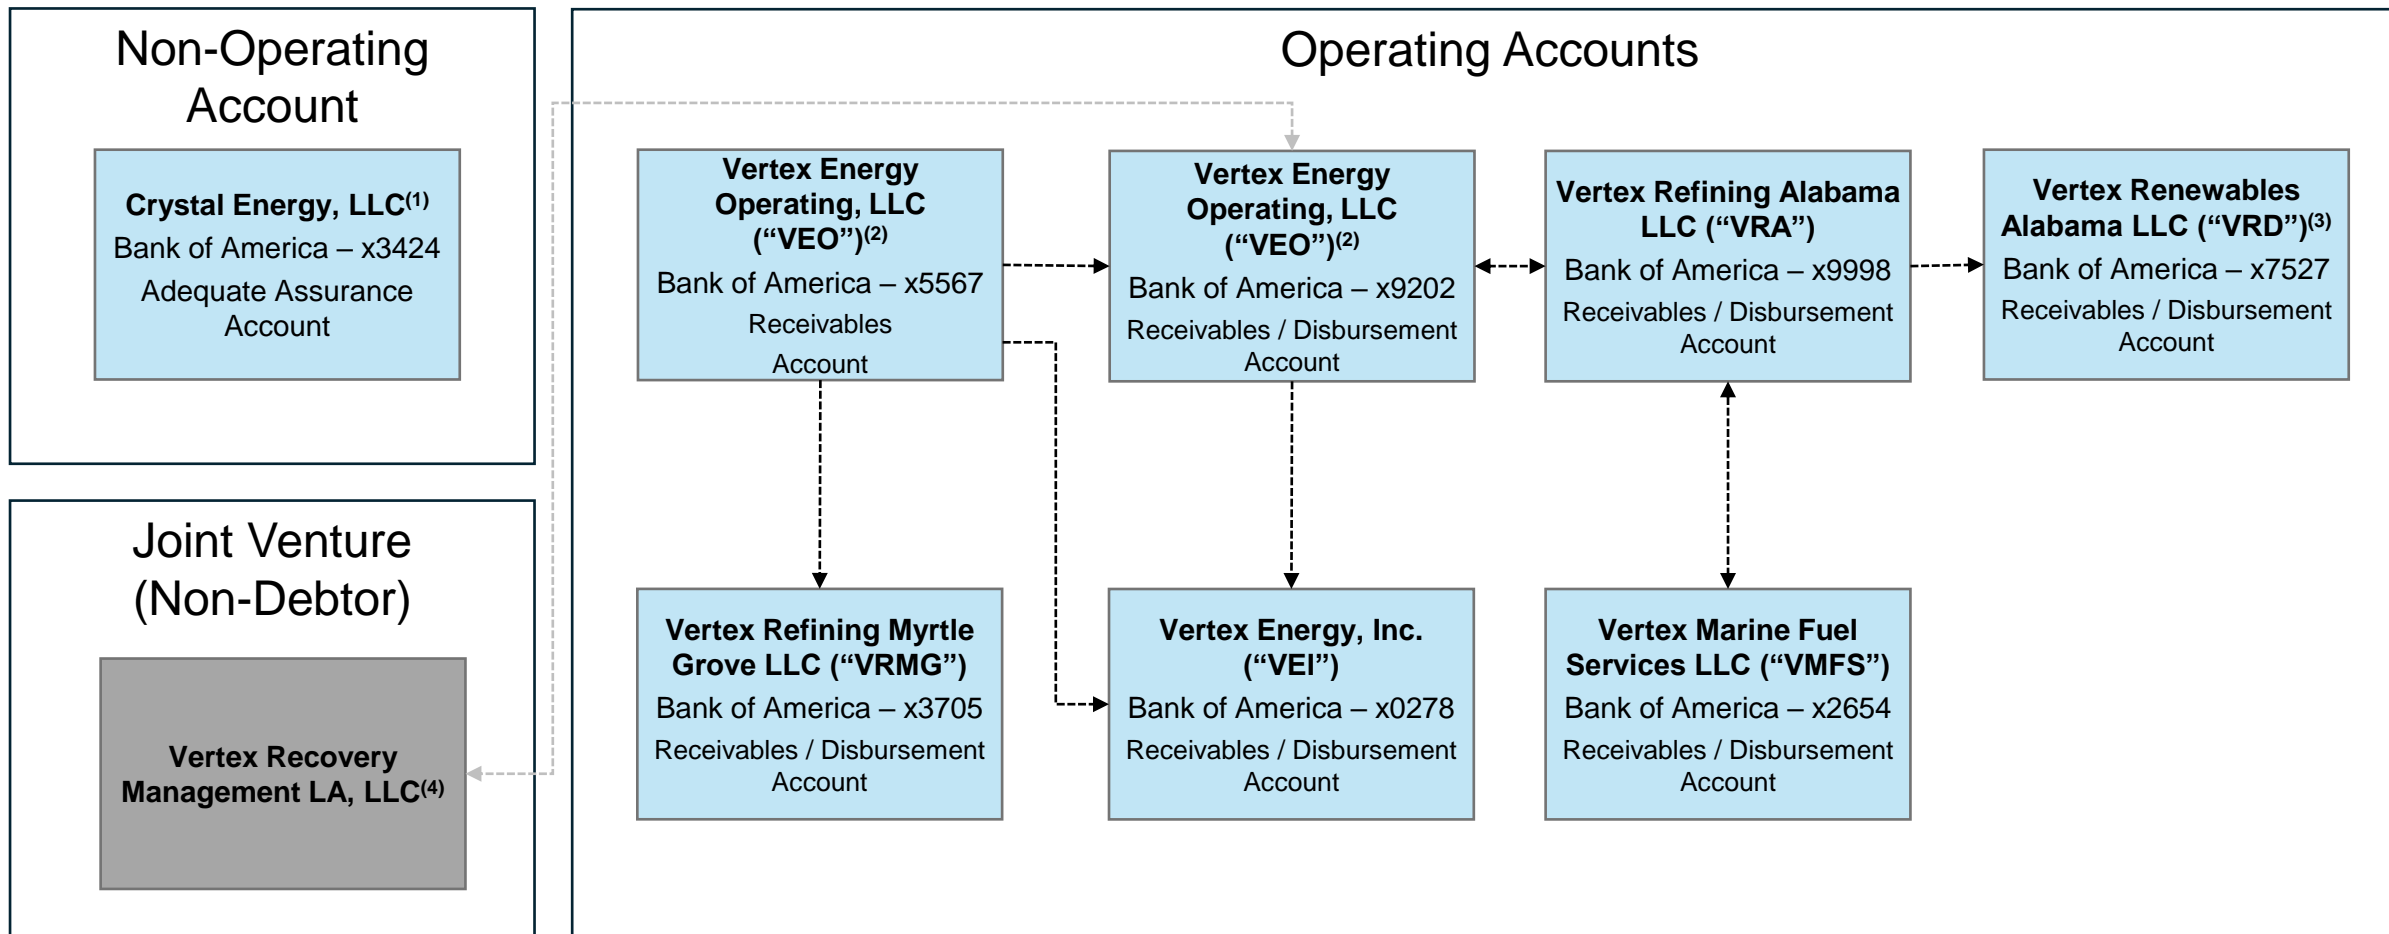 Non-Operating
Account
Crystal Energy, LLC(1)
Bank of America – x3424
Adequate Assurance
Account
Joint Venture
(Non-Debtor)
Vertex Recovery
Management LA, LLC(4)
Operating Accounts
Vertex Energy
Operating, LLC
(“VEO”)(2)
Bank of America – x5567
Receivables
Account
Vertex Energy
Operating, LLC
(“VEO”)(2)
Bank of America – x9202
Receivables / Disbursement
Account
Vertex Refining Alabama
LLC (“VRA”)
Bank of America – x9998
Receivables / Disbursement
Account
Vertex Renewables
Alabama LLC (“VRD”)(3)
Bank of America – x7527
Receivables / Disbursement
Account
Vertex Refining Myrtle
Grove LLC (“VRMG”)
Bank of America – x3705
Receivables / Disbursement
Account
Vertex Energy, Inc.
(“VEI”)
Bank of America – x0278
Receivables / Disbursement
Account
Vertex Marine Fuel
Services LLC (“VMFS”)
Bank of America – x2654
Receivables / Disbursement
Account